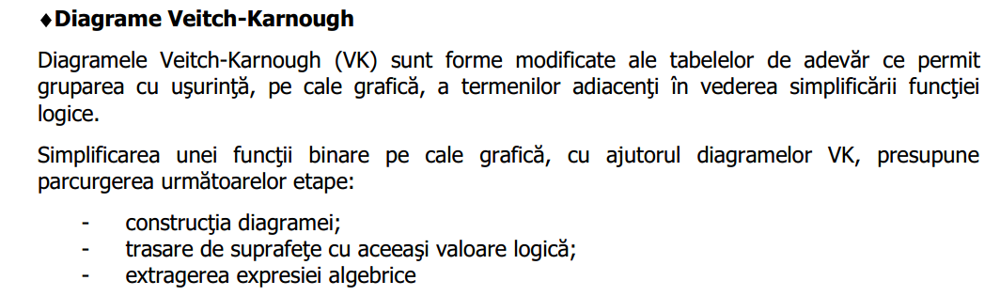 ♦Diagrame Veitch-Karnough
Diagramele Veitch-Karnough (VK) sunt forme modificate ale tabelelor de adevăr ce permit
gruparea cu uşurinţă, pe cale grafică, a termenilor adiacenţi în vederea simplificării funcţiei
logice.
Simplificarea unei funcţii binare pe cale grafică, cu ajutorul diagramelor VK, presupune
parcurgerea următoarelor etape:
- construcţia diagramei;
- trasare de suprafeţe cu aceeaşi valoare logică;
- extragerea expresiei algebrice